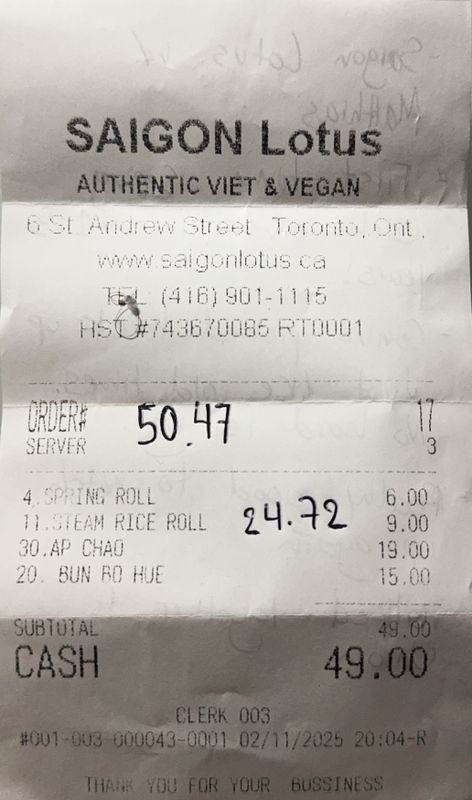 SAIGON Lotus
AUTHENTIC VIET & VEGAN
6 St. Andrew Street Toronto, Ont.,
www.saigonlotus.ca
TEL (416) 901-1115
HST #743670085 RT0001
ORDER# 50.47 17
SERVER 3
4.SPRING ROLL 6.00
11.STEAM RICE ROLL 24.72 9.00
30.AP CHAO 19.00
20. BUN BO HUE 15.00
SUBTOTAL 49.00
CASH 49.00
CLERK 003
#001-003-000043-0001 02/11/2025 20:04-R
THANK YOU FOR YOUR BUSSINESS